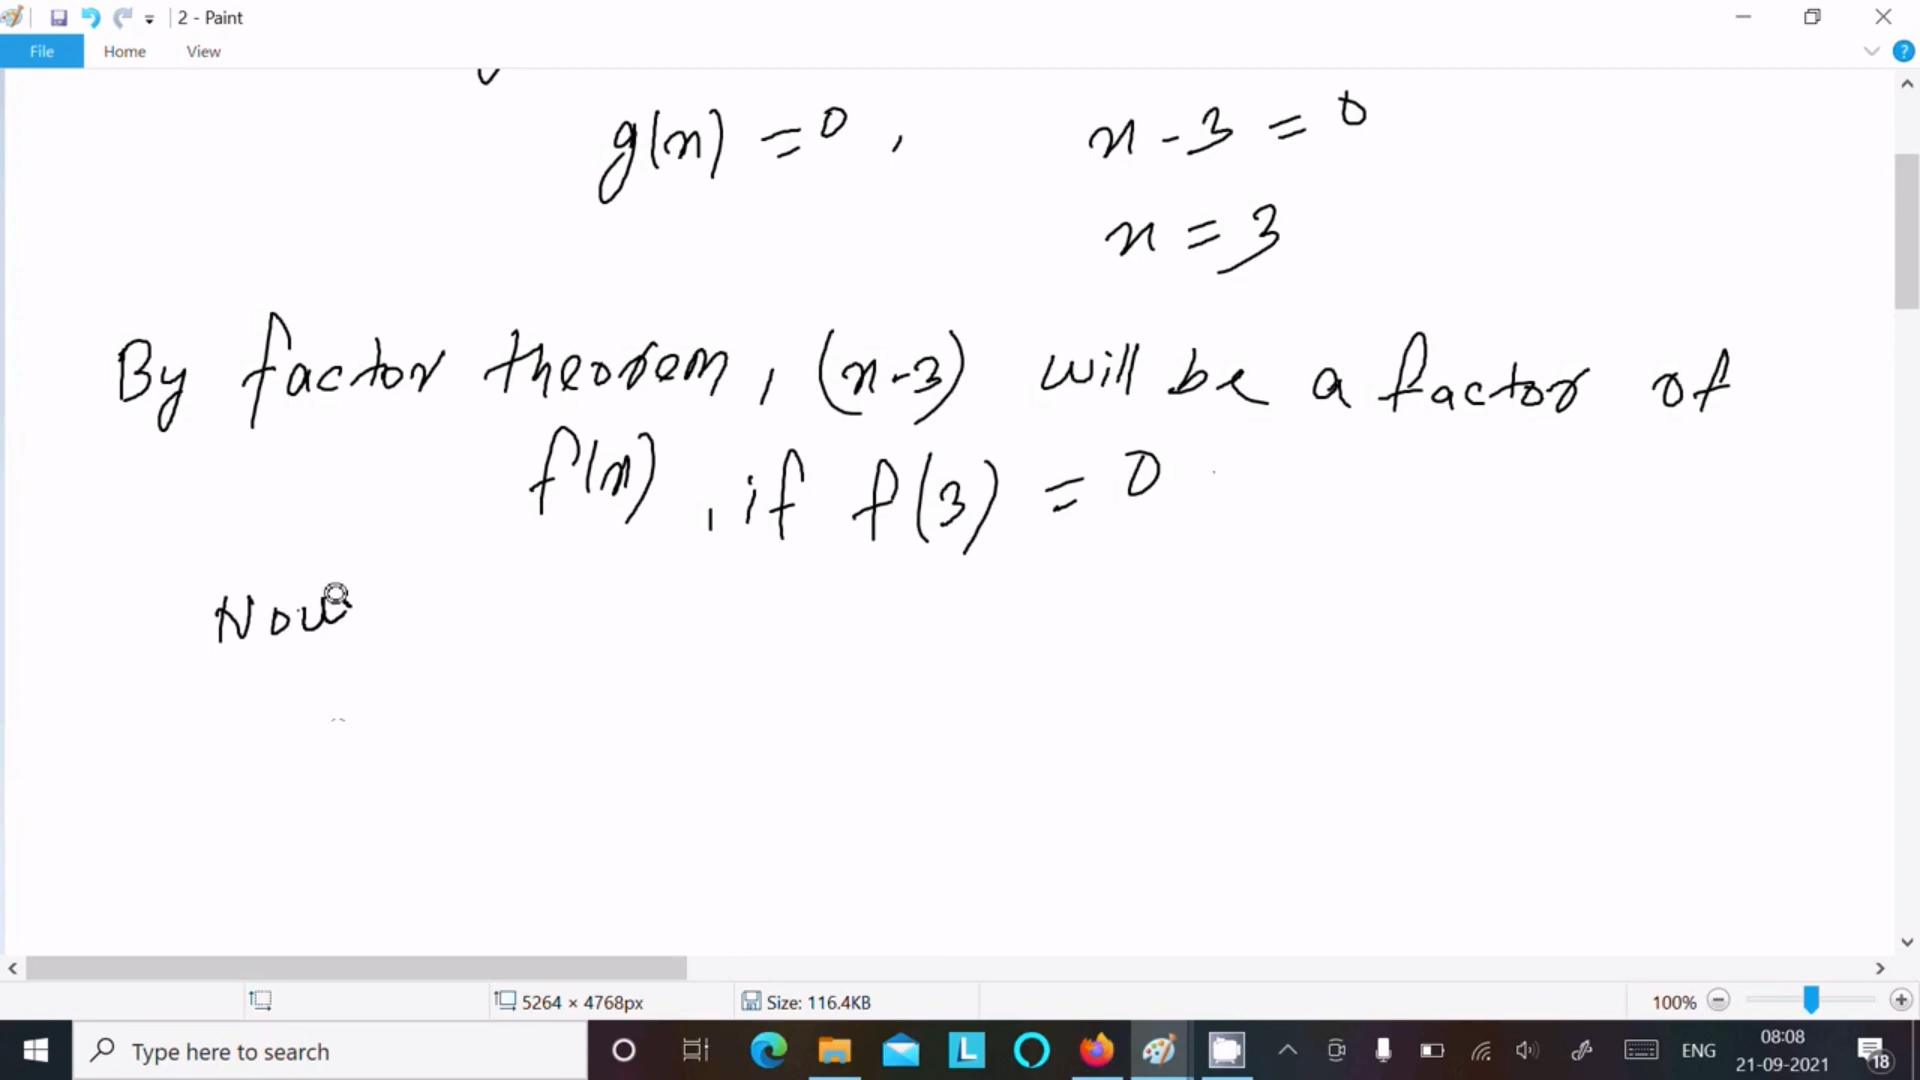 2 - Paint
File Home View
g(x) = 0 , x - 3 = 0
x = 3
By factor theorem, (x-3) will be a factor of
f(x) , if f(3) = 0
Now
5264 × 4768px Size: 116.4KB 100%
Type here to search L ENG 08:08
21-09-2021 18